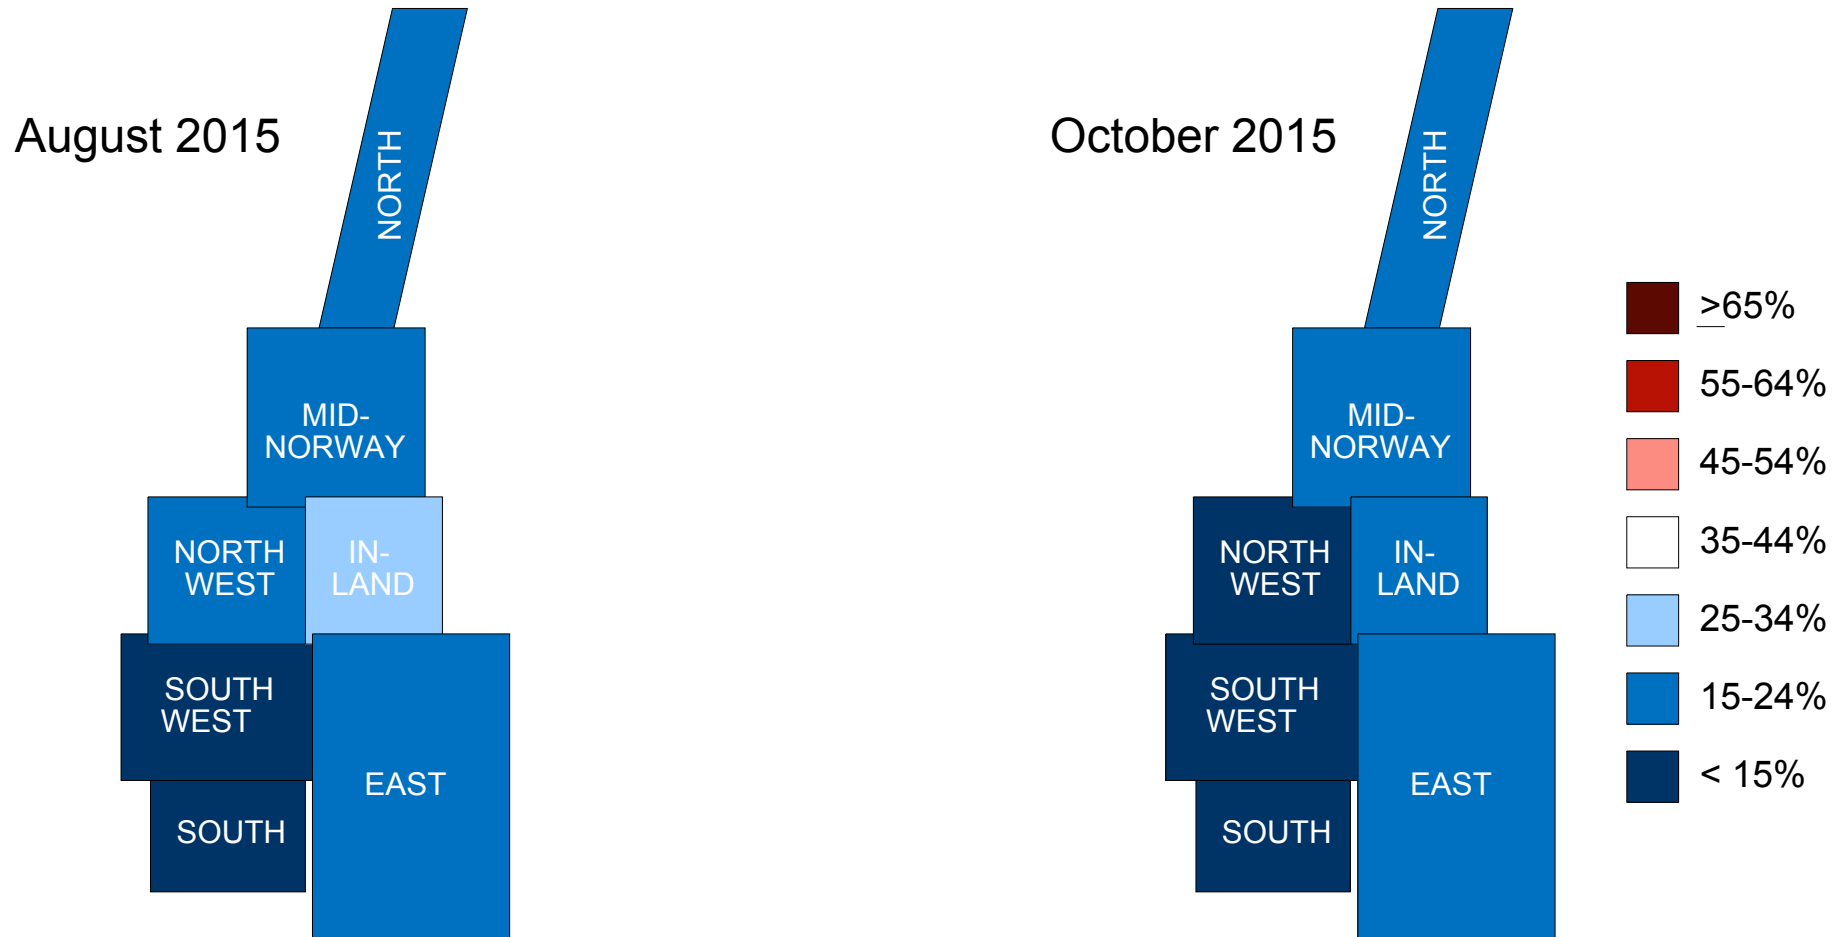 August 2015
NORTH
MID-
NORWAY
NORTH
WEST
IN-
LAND
SOUTH
WEST
EAST
SOUTH
October 2015
NORTH
MID-
NORWAY
NORTH
WEST
IN-
LAND
SOUTH
WEST
EAST
SOUTH
>65%
55-64%
45-54%
35-44%
25-34%
15-24%
< 15%